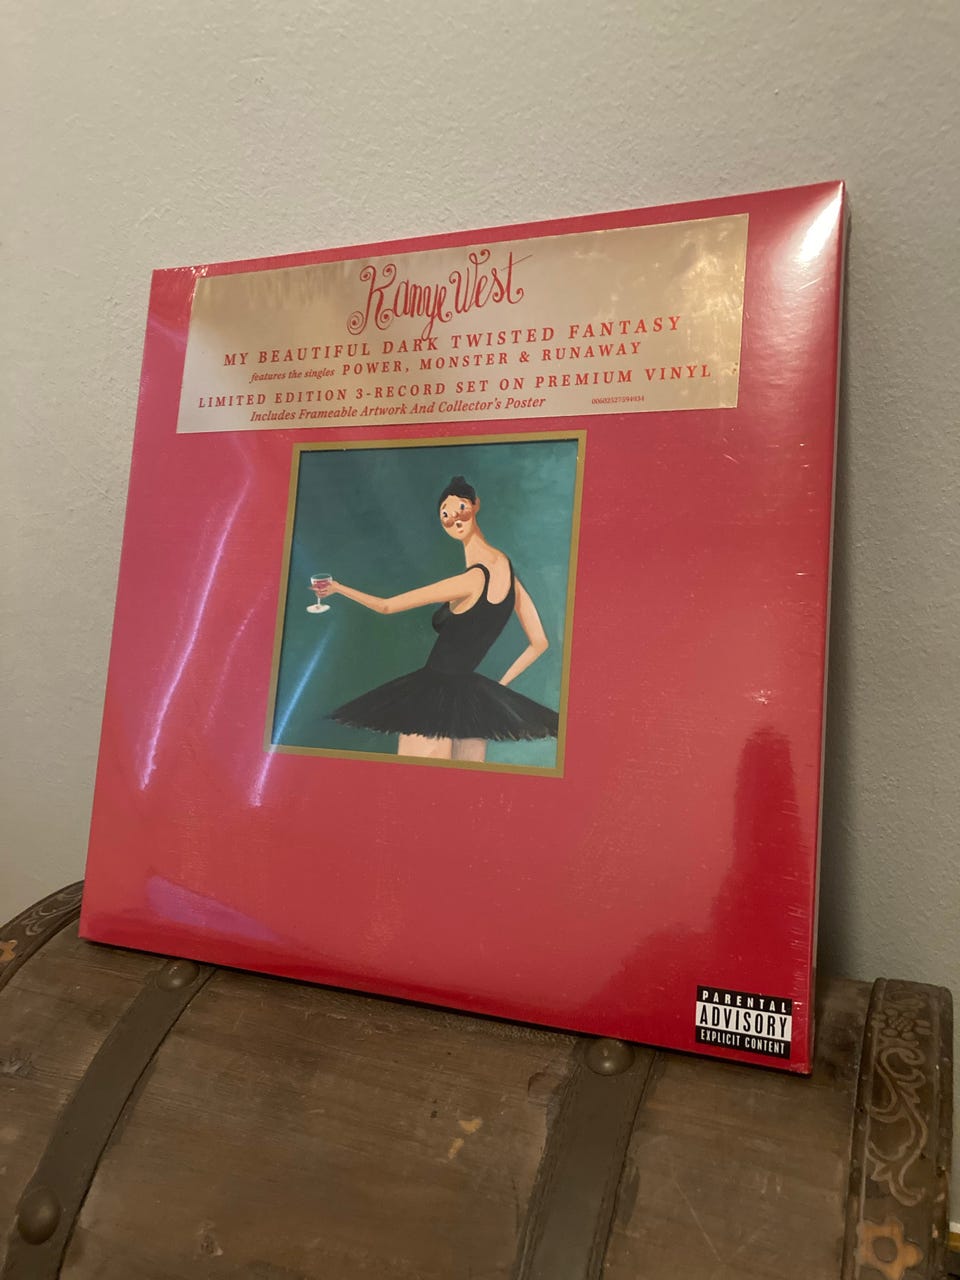 Kanye West
MY BEAUTIFUL DARK TWISTED FANTASY
features the singles POWER, MONSTER & RUNAWAY
LIMITED EDITION 3-RECORD SET ON PREMIUM VINYL
Includes Frameable Artwork And Collector's Poster 00602527594934
PARENTAL
ADVISORY
EXPLICIT CONTENT